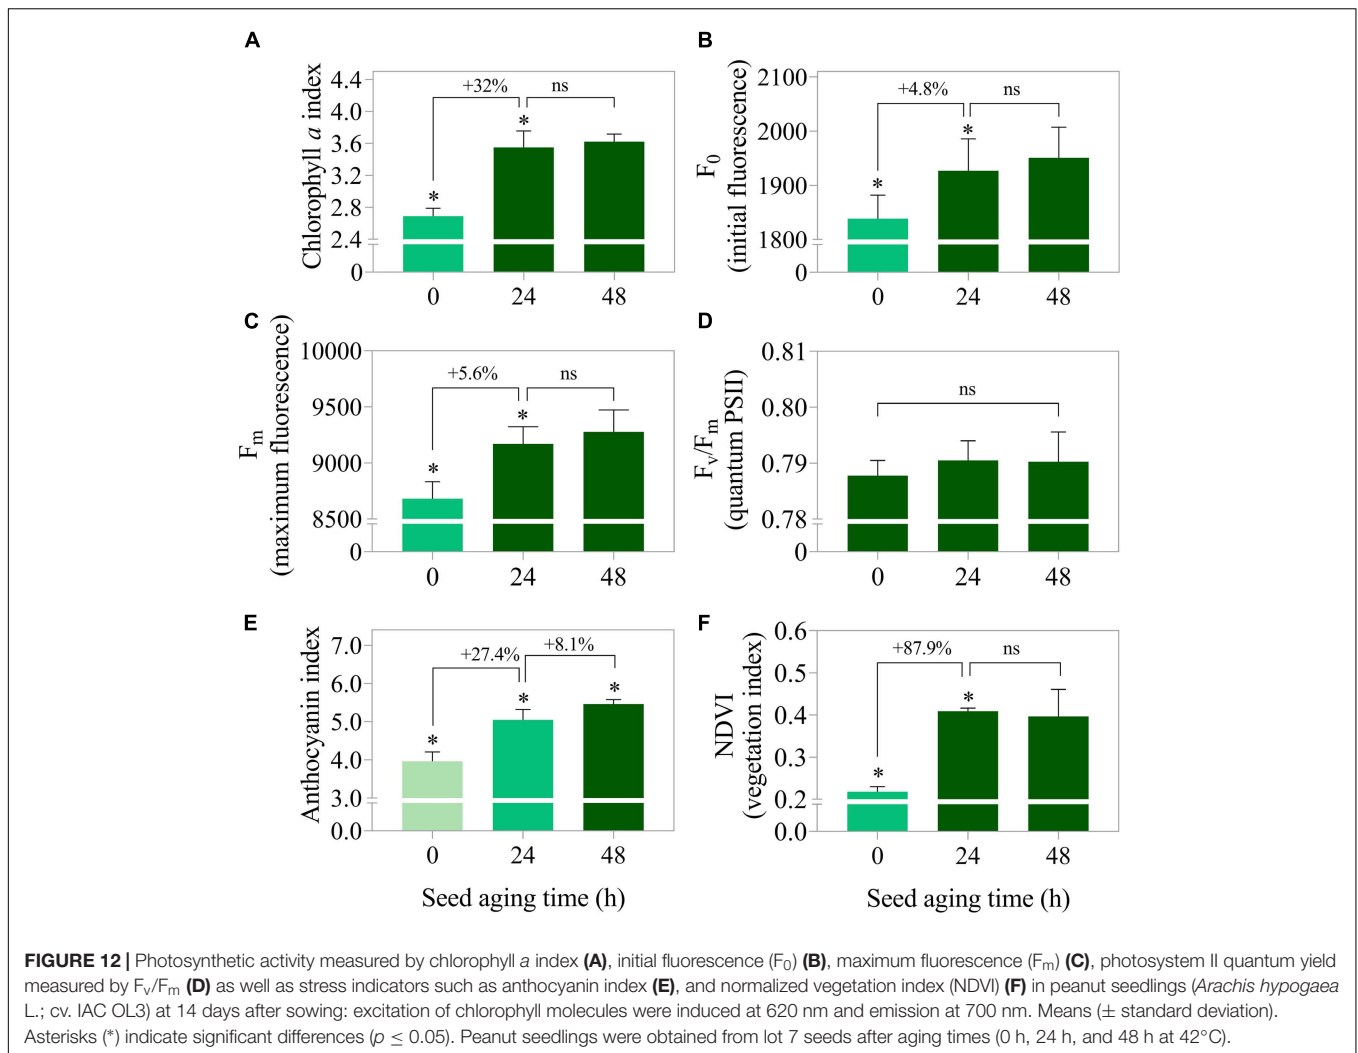 A
Chlorophyll a index
4.4
4.0
3.6
3.2
2.8
2.4
0
+32%
ns
*
*
0 24 48
B
F0
(initial fluorescence)
2100
2000
1900
1800
0
+4.8%
ns
*
*
0 24 48
C
Fm
(maximum fluorescence)
10000
9500
9000
8500
0
+5.6%
ns
*
*
0 24 48
D
Fv/Fm
(quantum PSII)
0.81
0.80
0.79
0.78
0
ns
0 24 48
E
Anthocyanin index
7.0
6.0
5.0
4.0
3.0
0.0
+27.4%
+8.1%
*
*
*
0 24 48
Seed aging time (h)
F
NDVI
(vegetation index)
0.6
0.5
0.4
0.3
0.2
0.0
+87.9%
ns
*
*
0 24 48
Seed aging time (h)
FIGURE 12 | Photosynthetic activity measured by chlorophyll a index (A), initial fluorescence (F0) (B), maximum fluorescence (Fm) (C), photosystem II quantum yield
measured by Fv/Fm (D) as well as stress indicators such as anthocyanin index (E), and normalized vegetation index (NDVI) (F) in peanut seedlings (Arachis hypogaea
L.; cv. IAC OL3) at 14 days after sowing: excitation of chlorophyll molecules were induced at 620 nm and emission at 700 nm. Means (± standard deviation).
Asterisks (*) indicate significant differences (p ≤ 0.05). Peanut seedlings were obtained from lot 7 seeds after aging times (0 h, 24 h, and 48 h at 42°C).